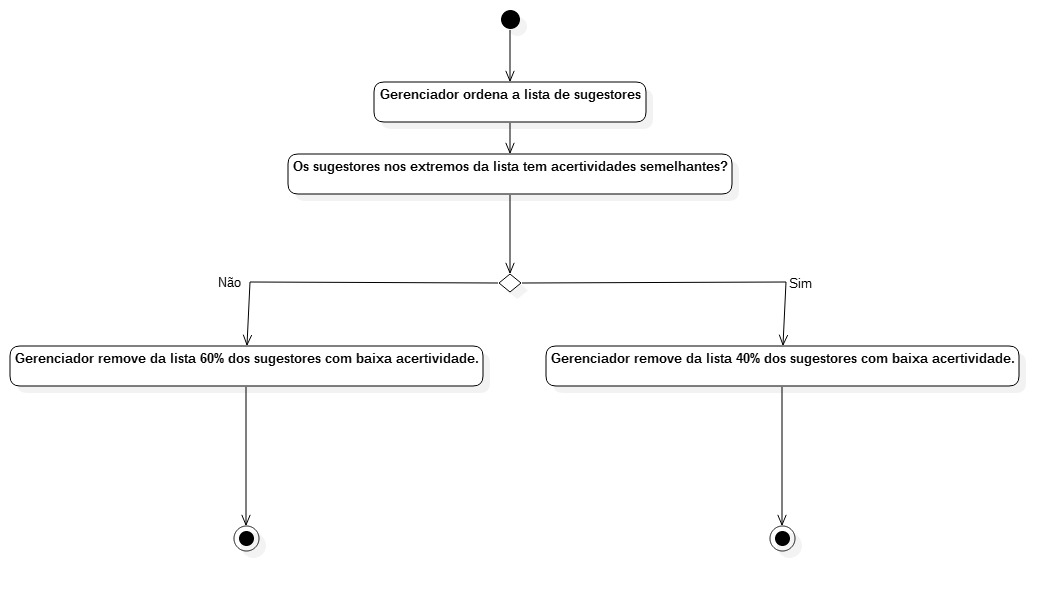 Gerenciador ordena a lista de sugestores
Os sugestores nos extremos da lista tem acertividades semelhantes?
Não
Sim
Gerenciador remove da lista 60% dos sugestores com baixa acertividade.
Gerenciador remove da lista 40% dos sugestores com baixa acertividade.